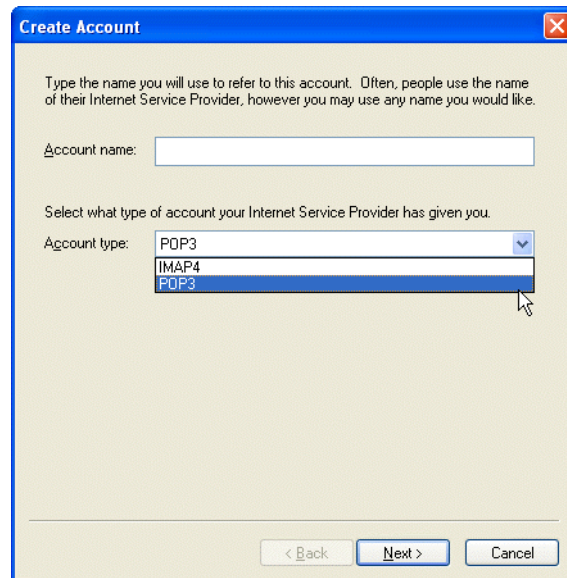 Create Account
Type the name you will use to refer to this account.  Often, people use the name
of their Internet Service Provider, however you may use any name you would like.
Account name:
Select what type of account your Internet Service Provider has given you.
Account type: POP3
IMAP4
POP3
< Back Next > Cancel